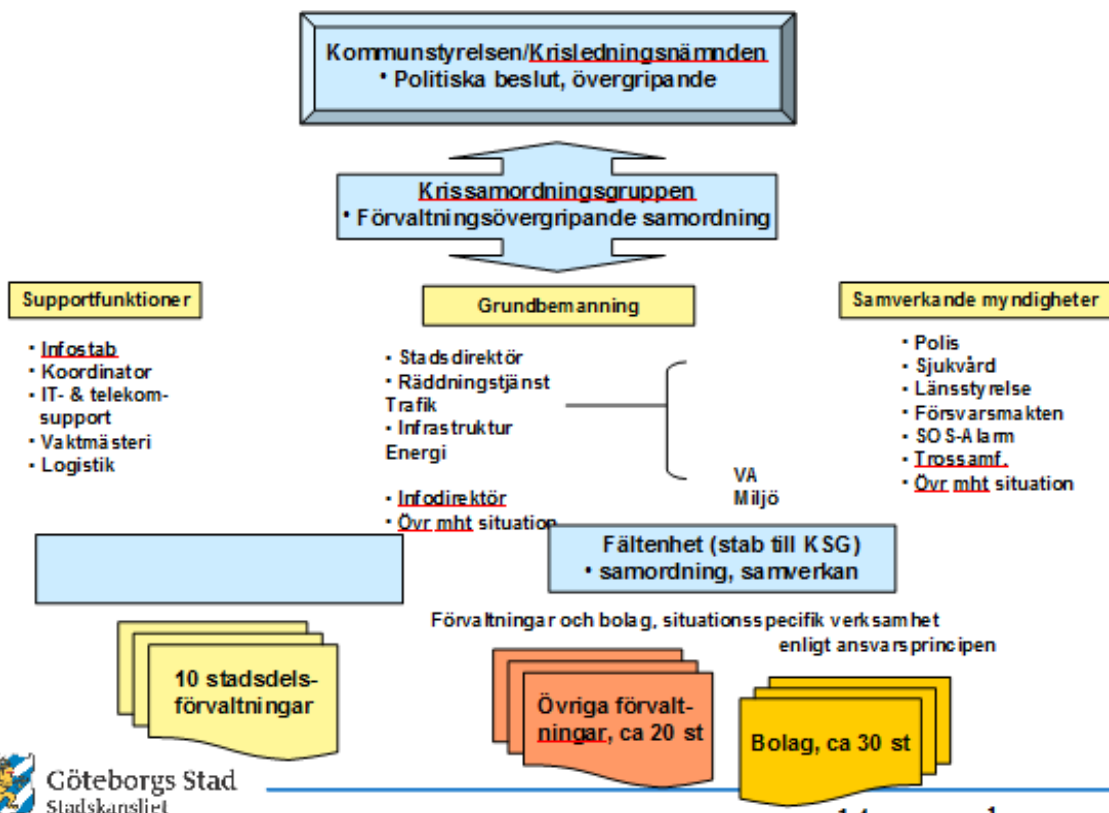 Kommunstyrelsen/Krisledningsnämnden
• Politiska beslut, övergripande
Krissamordningsgruppen
• Förvaltningsövergripande samordning
Supportfunktioner
• Infostab
• Koordinator
• IT- & telekom-
support
• Vaktmästeri
• Logistik
Grundbemanning
• Stadsdirektör
• Räddningstjänst
Trafik
• Infrastruktur
Energi
• Infodirektör
• Övr mht situation
VA
Miljö
Samverkande myndigheter
• Polis
• Sjukvård
• Länsstyrelse
• Försvarsmakten
• SOS-Alarm
• Trossamf.
• Övr mht situation
Fältenhet (stab till KSG)
• samordning, samverkan
Förvaltningar och bolag, situationsspecifik verksamhet
enligt ansvarsprincipen
10 stadsdels-
förvaltningar
Övriga förvalt-
ningar, ca 20 st
Bolag, ca 30 st
Göteborgs Stad
Stadskansliet